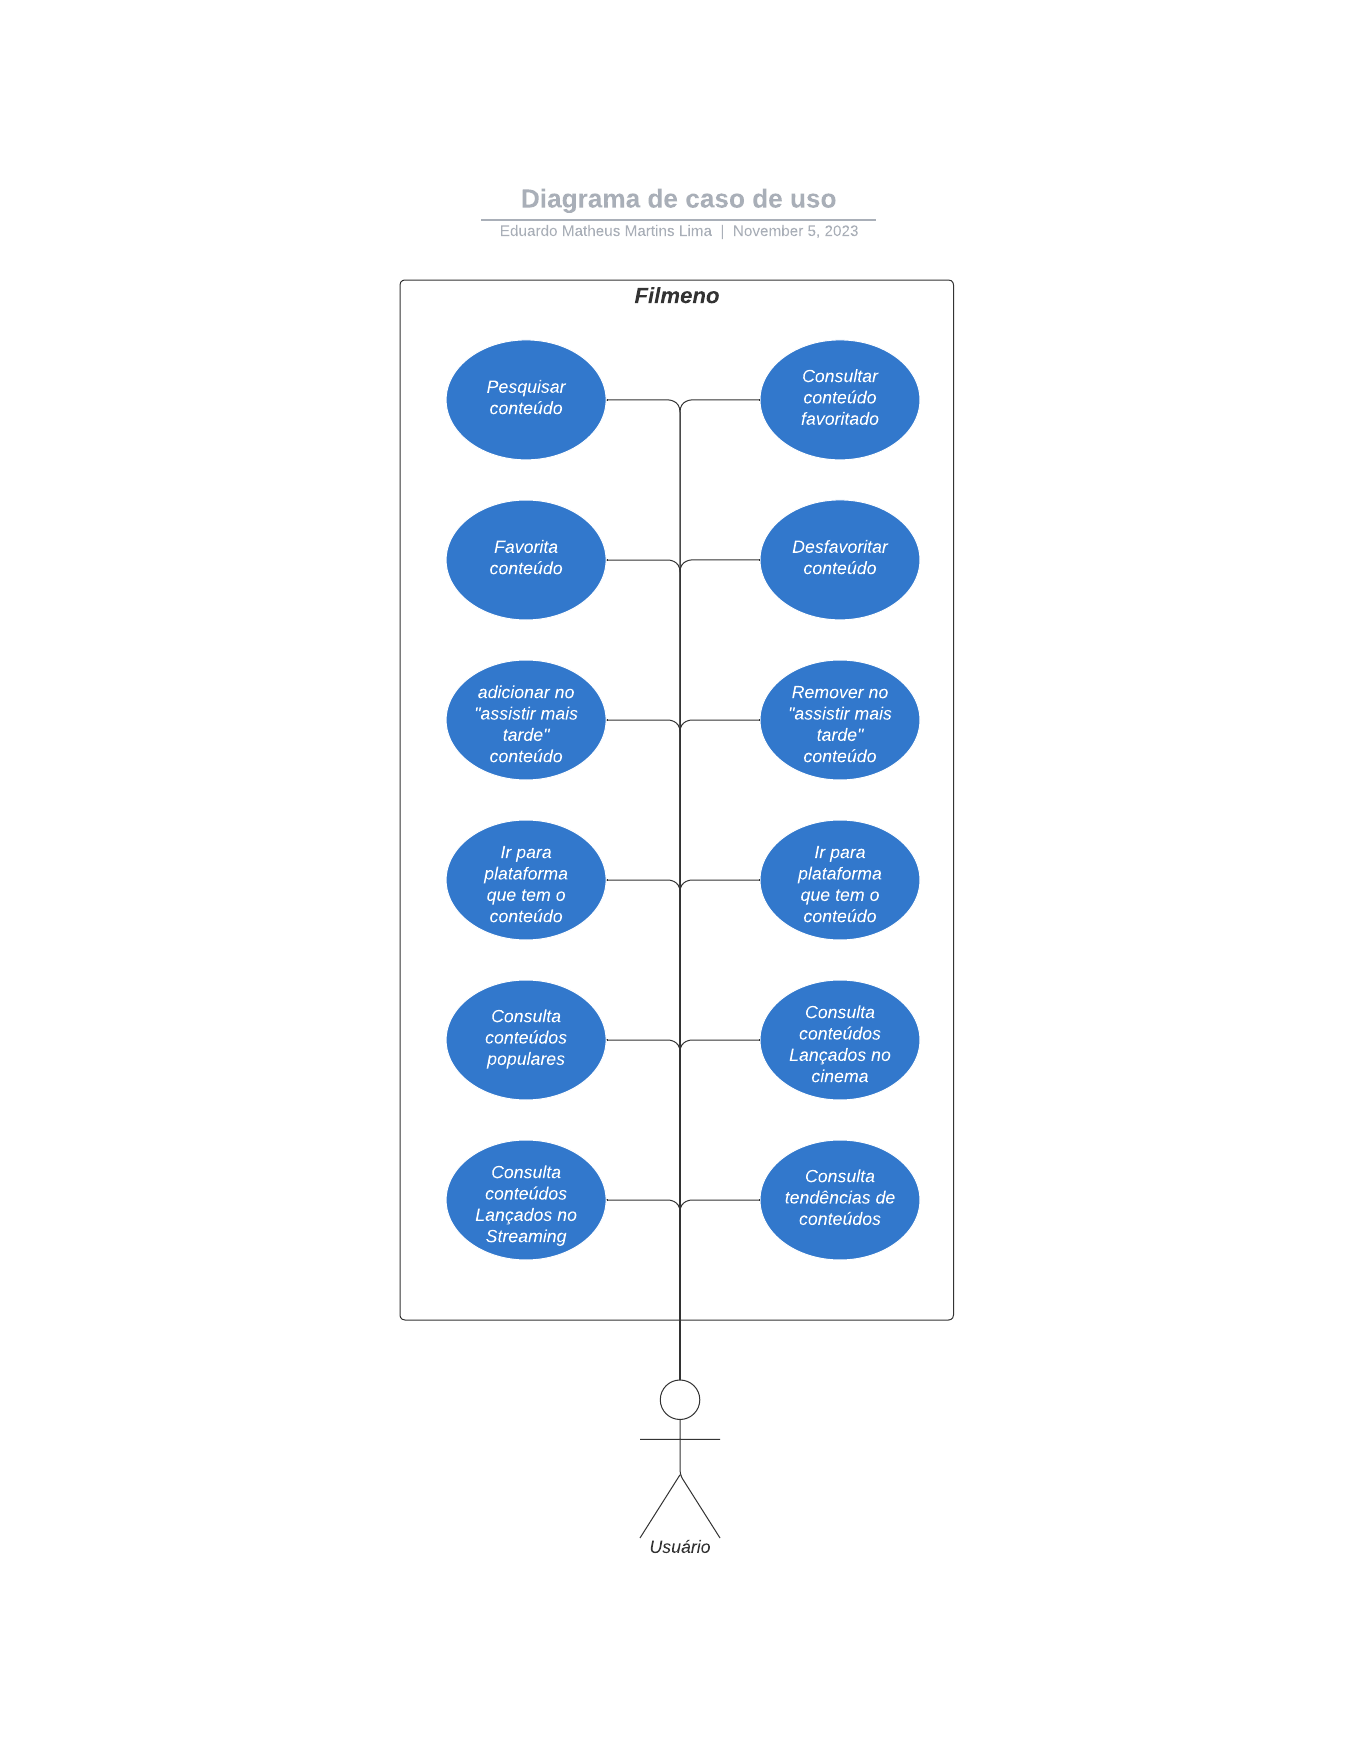 Diagrama de caso de uso
Eduardo Matheus Martins Lima | November 5, 2023
Filmeno
Pesquisar
conteúdo
Consultar
conteúdo
favoritado
Favorita
conteúdo
Desfavoritar
conteúdo
adicionar no
"assistir mais
tarde"
conteúdo
Remover no
"assistir mais
tarde"
conteúdo
Ir para
plataforma
que tem o
conteúdo
Ir para
plataforma
que tem o
conteúdo
Consulta
conteúdos
populares
Consulta
conteúdos
Lançados no
cinema
Consulta
conteúdos
Lançados no
Streaming
Consulta
tendências de
conteúdos
Usuário